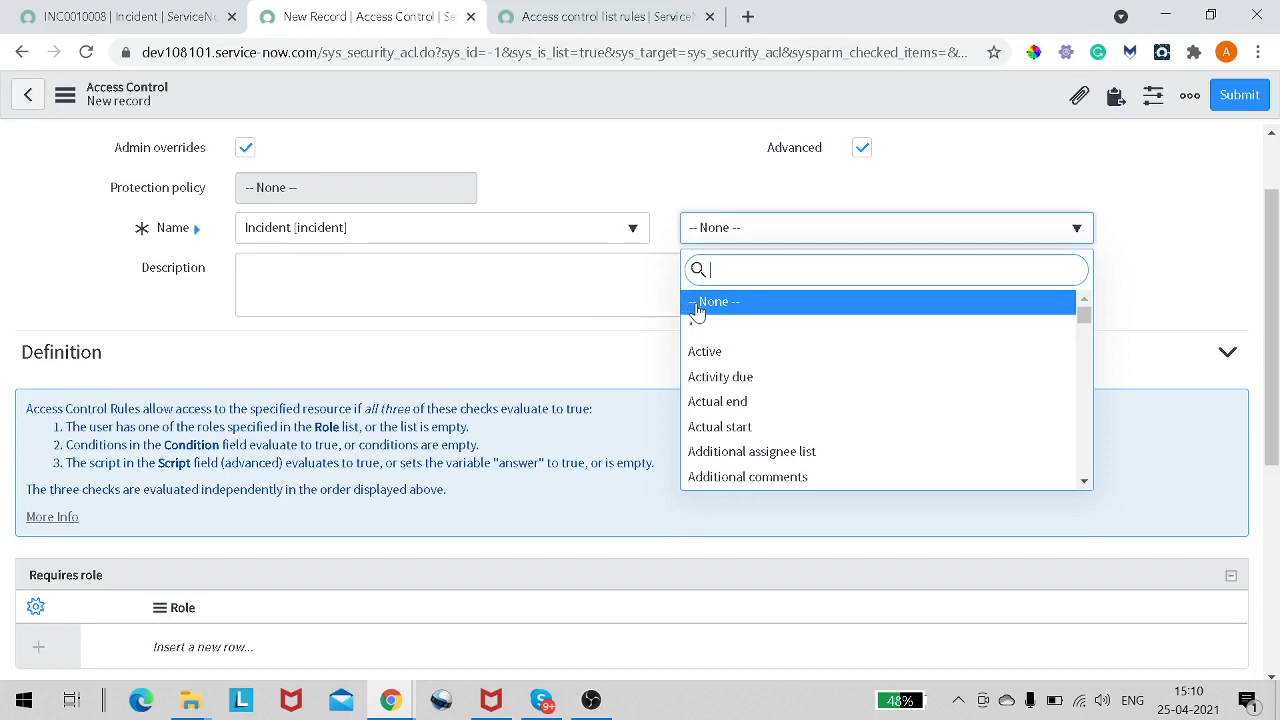 INC0010008 | Incident | ServiceNo
New Record | Access Control | Se
Access control list rules | ServiceN
dev108101.service-now.com/sys_security_acl.do?sys_id=-1&sys_is_list=true&sys_target=sys_security_acl&sysparm_checked_items=&...
A
Access Control
New record
Submit
Admin overrides
Advanced
Protection policy
-- None --
Name
Incident [incident]
-- None --
Description
-- None --
*
Active
Activity due
Actual end
Actual start
Additional assignee list
Additional comments
Definition
Access Control Rules allow access to the specified resource if all three of these checks evaluate to true:
1. The user has one of the roles specified in the Role list, or the list is empty.
2. Conditions in the Condition field evaluate to true, or conditions are empty.
3. The script in the Script field (advanced) evaluates to true, or sets the variable "answer" to true, or is empty.
The three checks are evaluated independently in the order displayed above.
More Info
Requires role
Role
Insert a new row...
L
9+
48%
ENG
15:10
25-04-2021
1